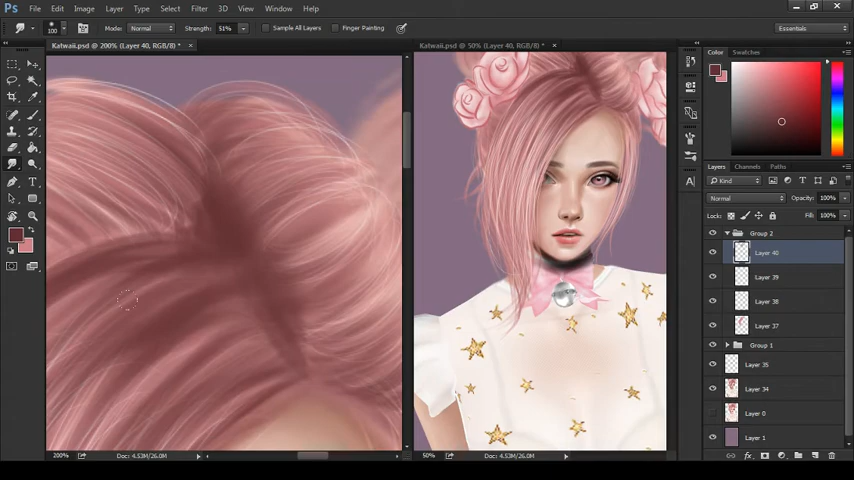 Ps File Edit Image Layer Type Select Filter 3D View Window Help
100 Mode: Normal Strength: 51% Sample All Layers Finger Painting Essentials
Katwaii.psd @ 200% (Layer 40, RGB/8) * × Katwaii.psd @ 50% (Layer 40, RGB/8) * ×
Color Swatches
Layers Channels Paths
Kind
Normal Opacity: 100%
Lock: Fill: 100%
Group 2
Layer 40
Layer 39
Layer 38
Layer 37
Group 1
Layer 35
Layer 34
Layer 0
Layer 1
200% Doc: 4.53M/26.0M 50% Doc: 4.53M/26.0M